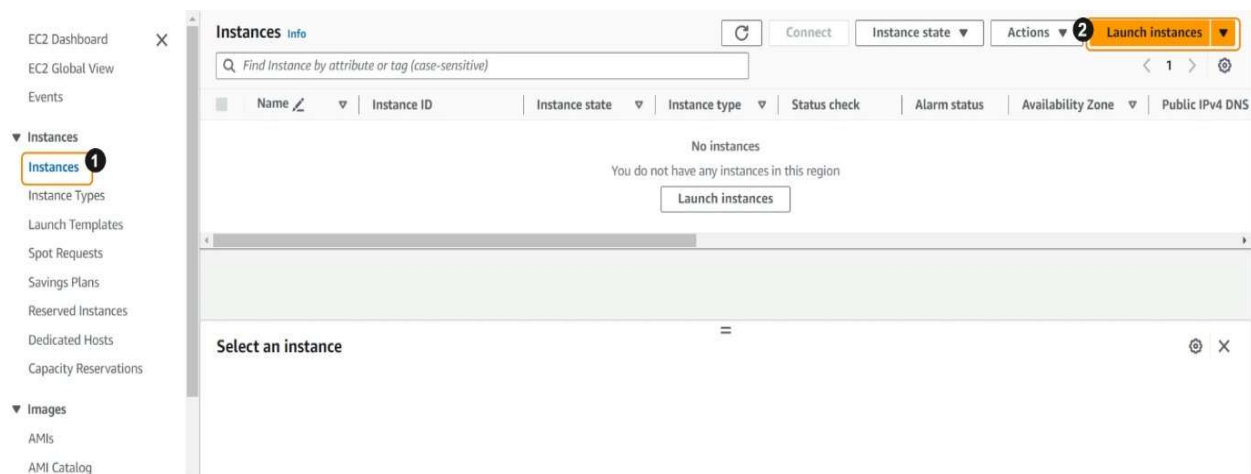 EC2 Dashboard
EC2 Global View
Events
Instances
Instances 1
Instance Types
Launch Templates
Spot Requests
Savings Plans
Reserved Instances
Dedicated Hosts
Capacity Reservations
Images
AMIs
AMI Catalog
Instances Info
Connect
Instance state
Actions
2
Launch instances
Find Instance by attribute or tag (case-sensitive)
1
Name Instance ID Instance state Instance type Status check Alarm status Availability Zone Public IPv4 DNS
No instances
You do not have any instances in this region
Launch instances
Select an instance